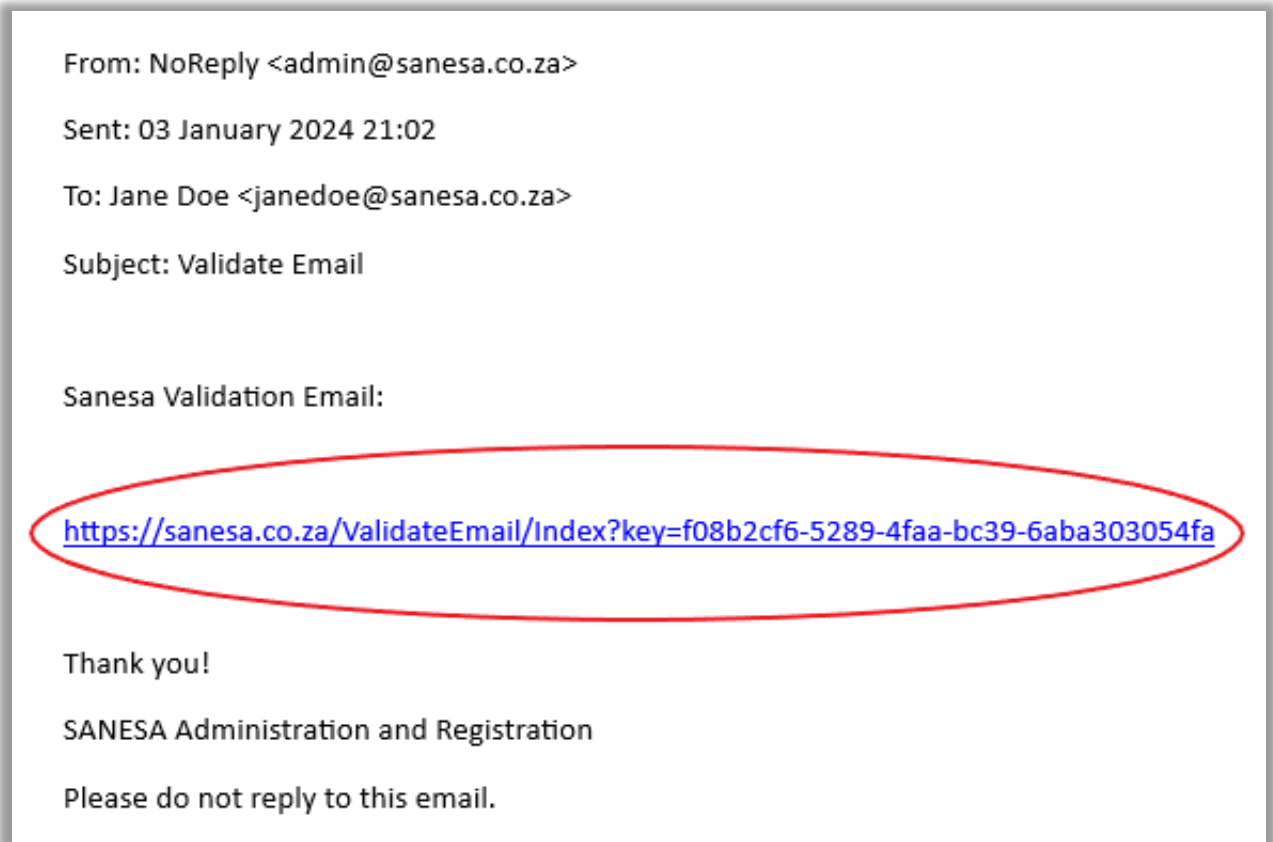 From: NoReply <admin@sanesa.co.za>
Sent: 03 January 2024 21:02
To: Jane Doe <janedoe@sanesa.co.za>
Subject: Validate Email
Sanesa Validation Email:
https://sanesa.co.za/ValidateEmail/Index?key=f08b2cf6-5289-4faa-bc39-6aba303054fa
Thank you!
SANESA Administration and Registration
Please do not reply to this email.